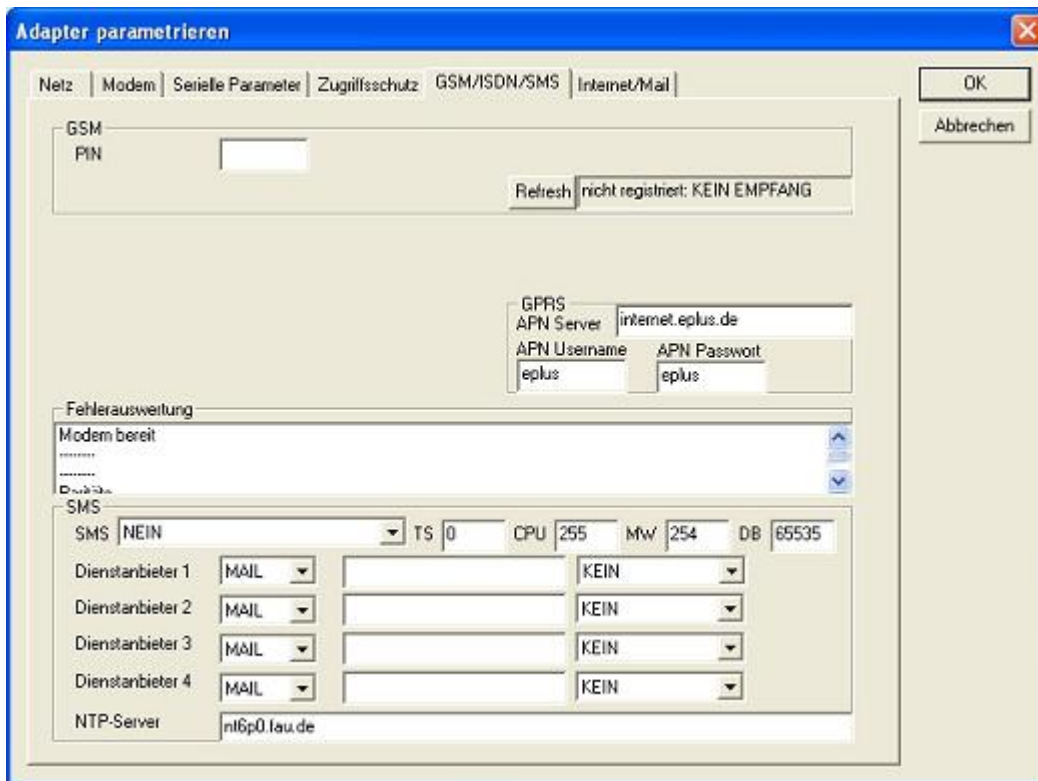 Adapter parametrieren
Netz Modem Serielle Parameter Zugriffsschutz GSM/ISDN/SMS Internet/Mail
OK
Abbrechen
GSM
PIN
Refresh nicht registriert: KEIN EMPFANG
GPRS
APN Server internet.eplus.de
APN Username APN Passwort
eplus eplus
Fehlerauswertung
Modem bereit
--------
--------
SMS
SMS NEIN TS 0 CPU 255 MW 254 DB 65535
Dienstanbieter 1 MAIL KEIN
Dienstanbieter 2 MAIL KEIN
Dienstanbieter 3 MAIL KEIN
Dienstanbieter 4 MAIL KEIN
NTP-Server nt6p0.fau.de